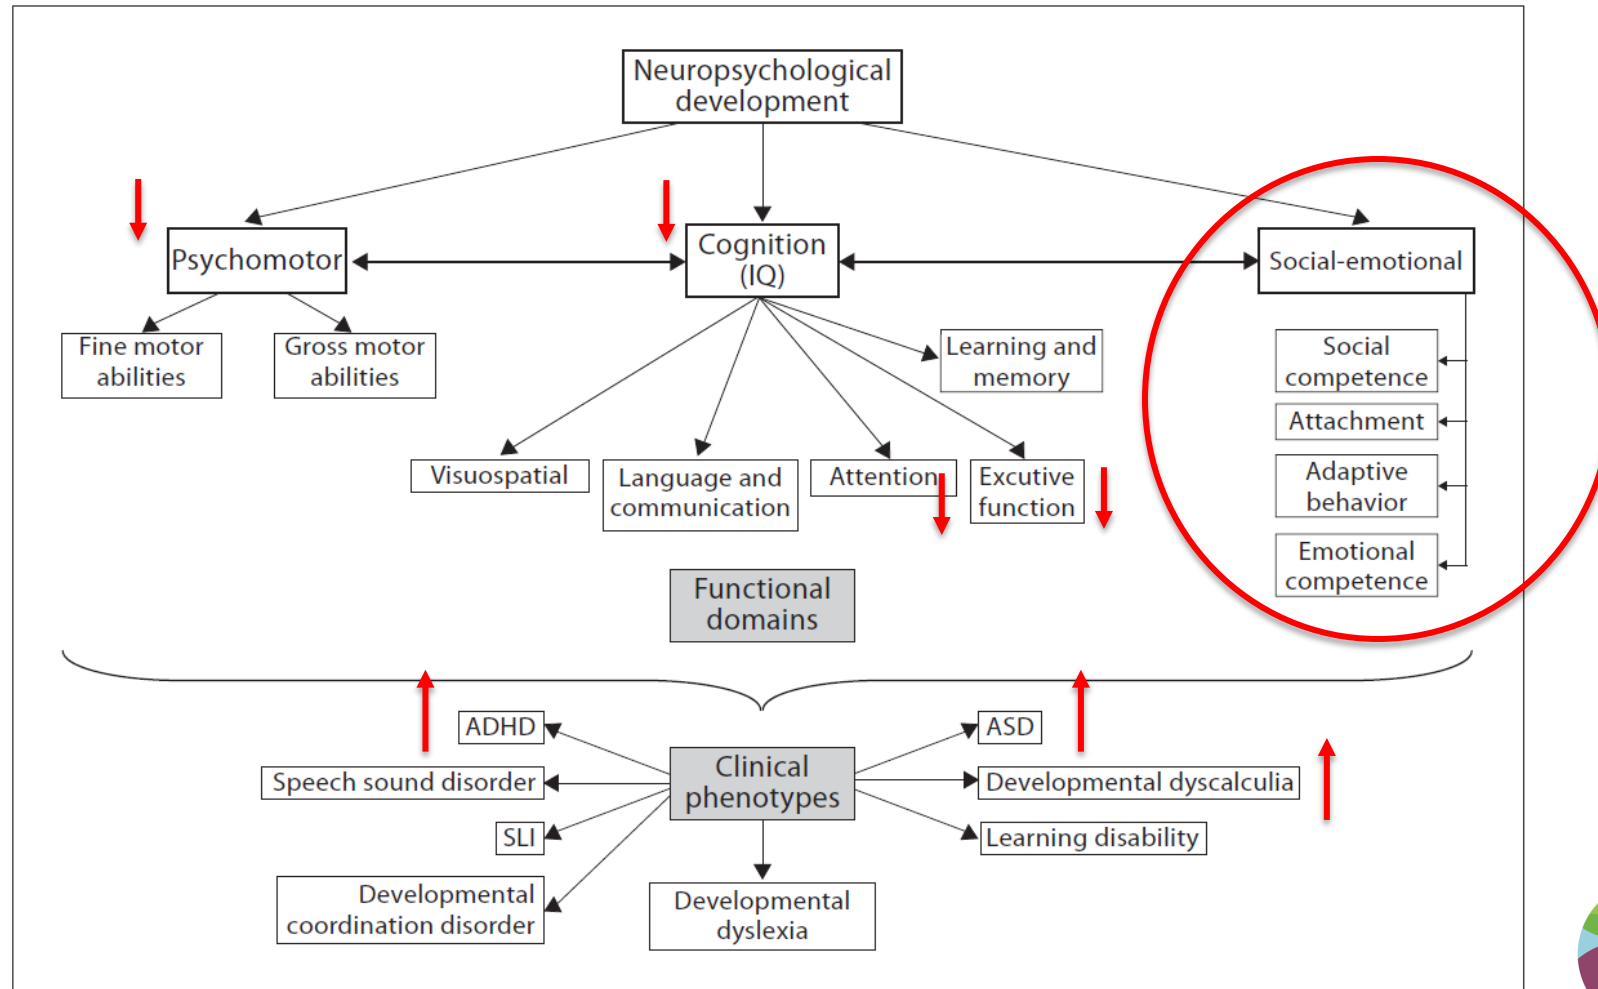 Neuropsychological
development
Psychomotor
Cognition
(IQ)
Social-emotional
Fine motor
abilities
Gross motor
abilities
Learning and
memory
Social
competence
Attachment
Visuospatial
Language and
communication
Attention
Excutive
function
Adaptive
behavior
Emotional
competence
Functional
domains
ADHD
ASD
Clinical
phenotypes
Speech sound disorder
Developmental dyscalculia
SLI
Learning disability
Developmental
coordination disorder
Developmental
dyslexia